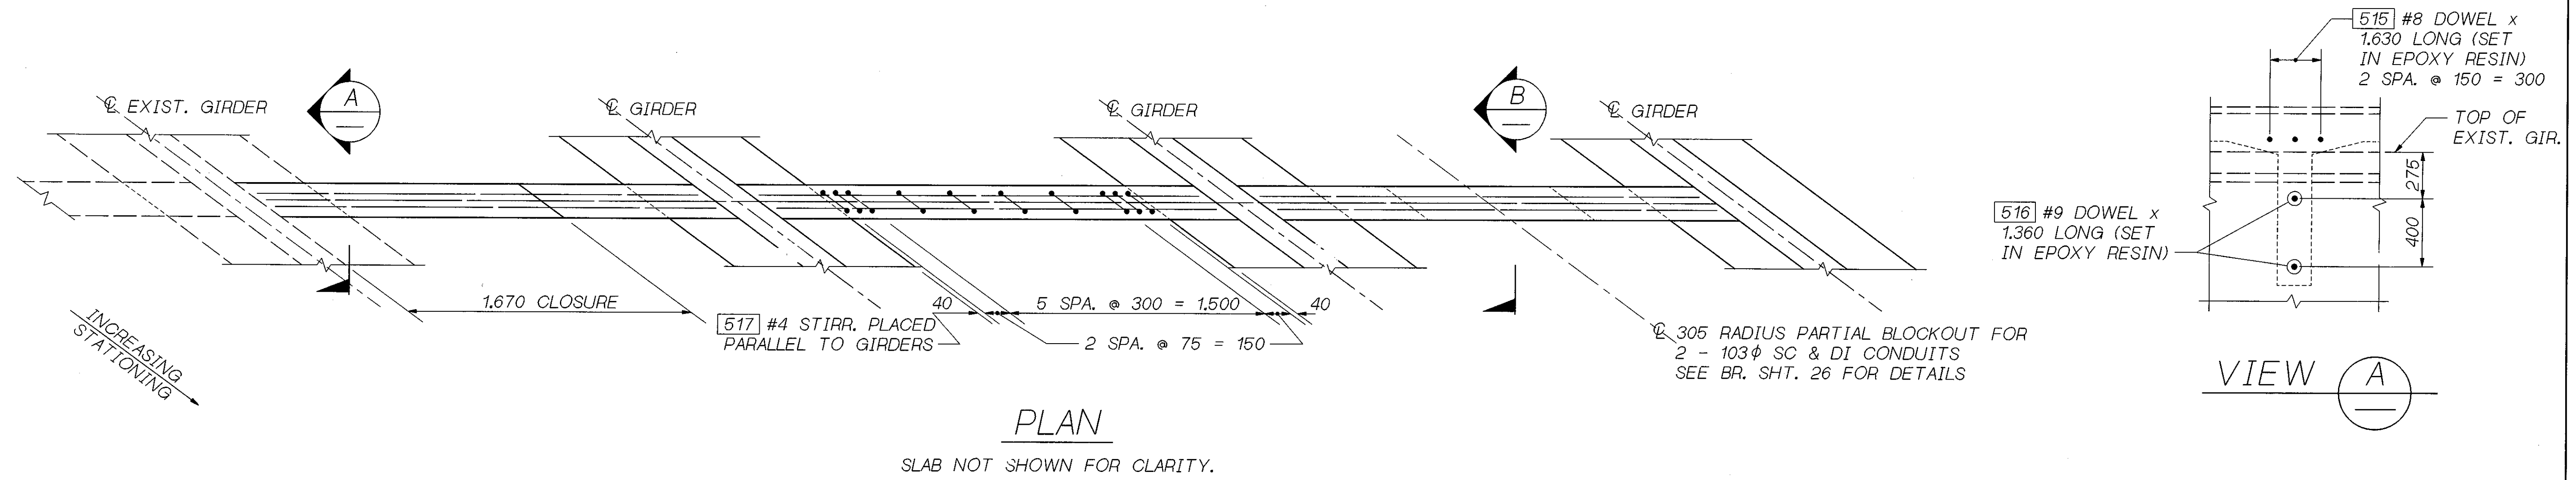 ℄ EXIST. GIRDER
A
℄ GIRDER
℄ GIRDER
B
℄ GIRDER
1.670 CLOSURE
INCREASING
STATIONING
517 #4 STIRR. PLACED
PARALLEL TO GIRDERS
40
5 SPA. @ 300 = 1.500
40
2 SPA. @ 75 = 150
℄ 305 RADIUS PARTIAL BLOCKOUT FOR
2 - 103ϕ SC & DI CONDUITS
SEE BR. SHT. 26 FOR DETAILS
PLAN
SLAB NOT SHOWN FOR CLARITY.
515 #8 DOWEL x
1.630 LONG (SET
IN EPOXY RESIN)
2 SPA. @ 150 = 300
TOP OF
EXIST. GIR.
275
400
516 #9 DOWEL x
1.360 LONG (SET
IN EPOXY RESIN)
VIEW A